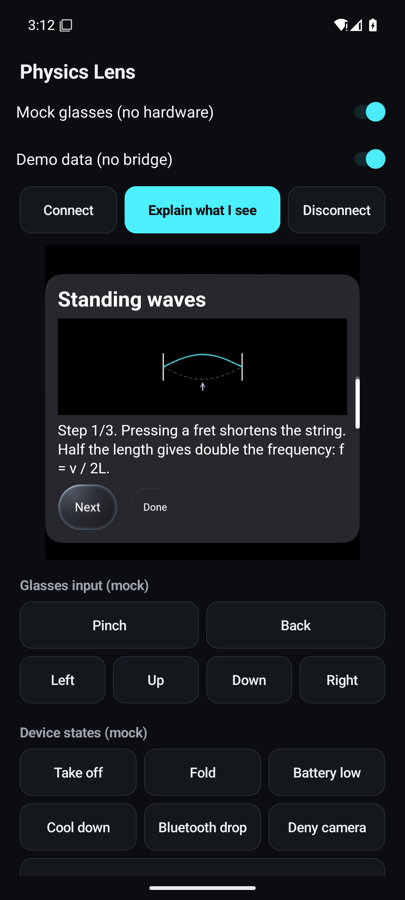 3:12
Physics Lens
Mock glasses (no hardware)
Demo data (no bridge)
Connect
Explain what I see
Disconnect
Standing waves
Step 1/3. Pressing a fret shortens the string.
Half the length gives double the frequency: f
= v / 2L.
Next
Done
Glasses input (mock)
Pinch
Back
Left
Up
Down
Right
Device states (mock)
Take off
Fold
Battery low
Cool down
Bluetooth drop
Deny camera